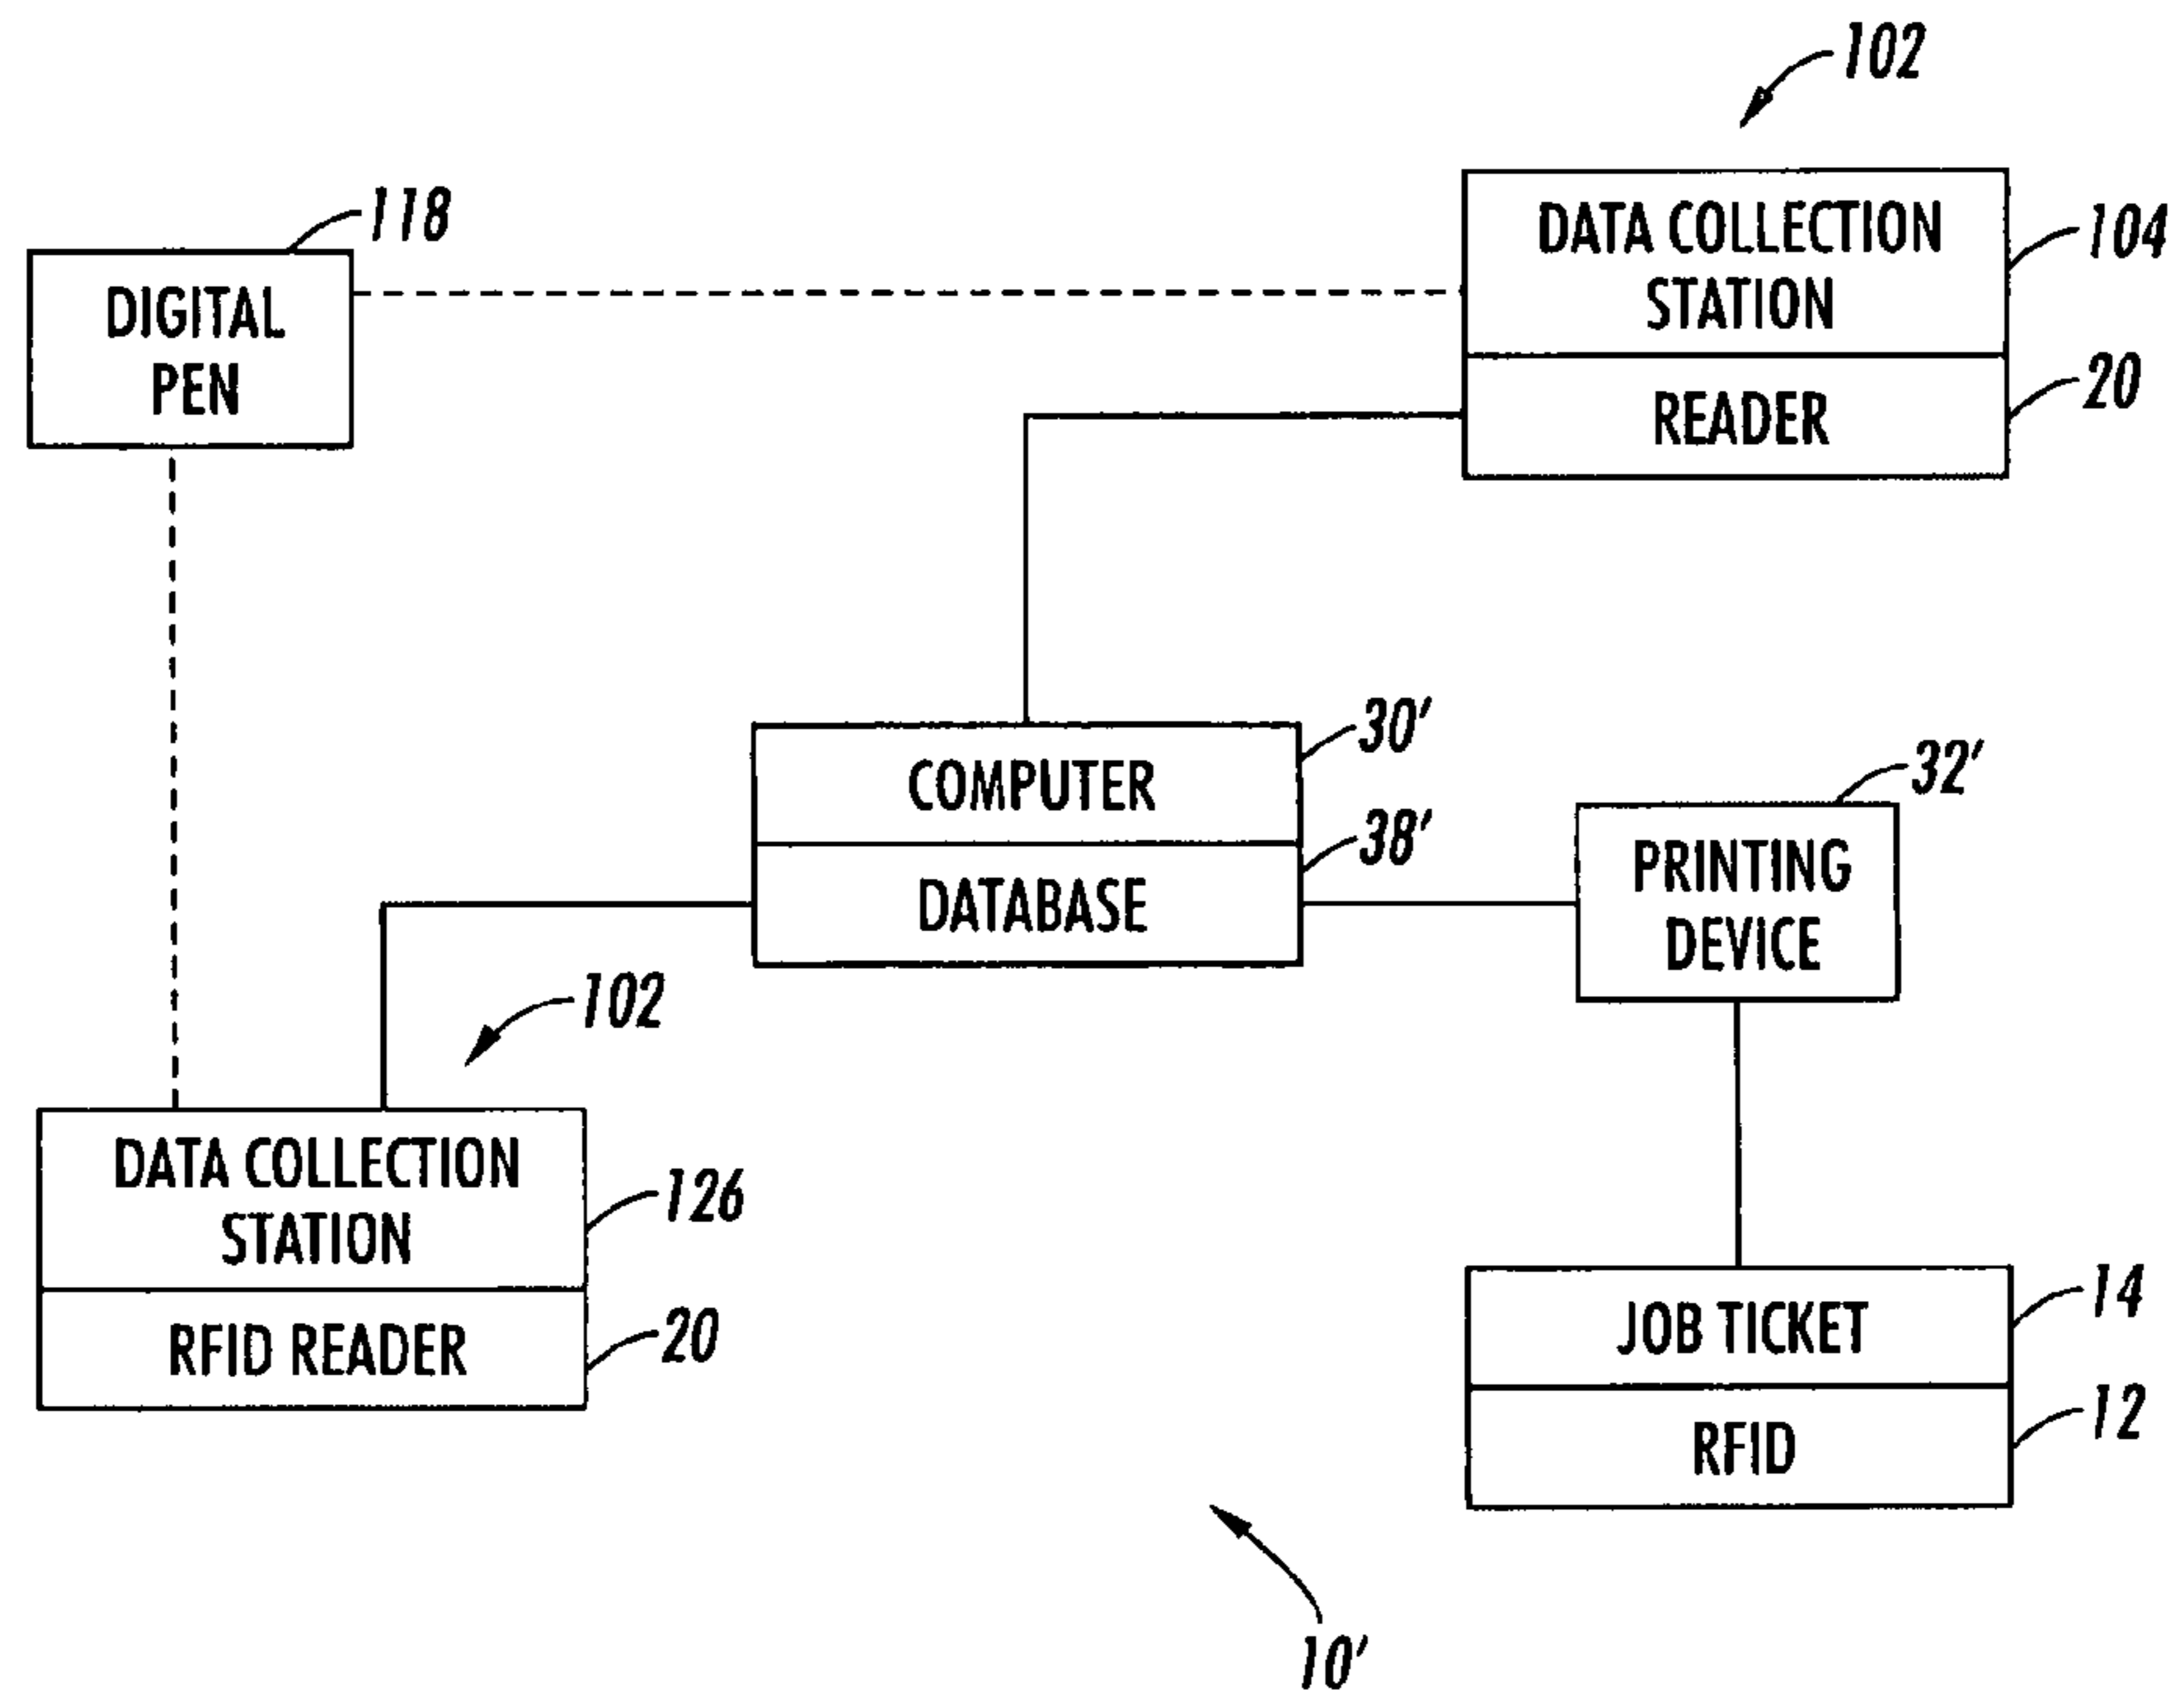 102
118
DATA COLLECTION
STATION
104
DIGITAL
PEN
READER
20
30'
COMPUTER
32'
38'
DATABASE
PRINTING
DEVICE
102
DATA COLLECTION
STATION
126
RFID READER
20
JOB TICKET
14
RFID
12
10'